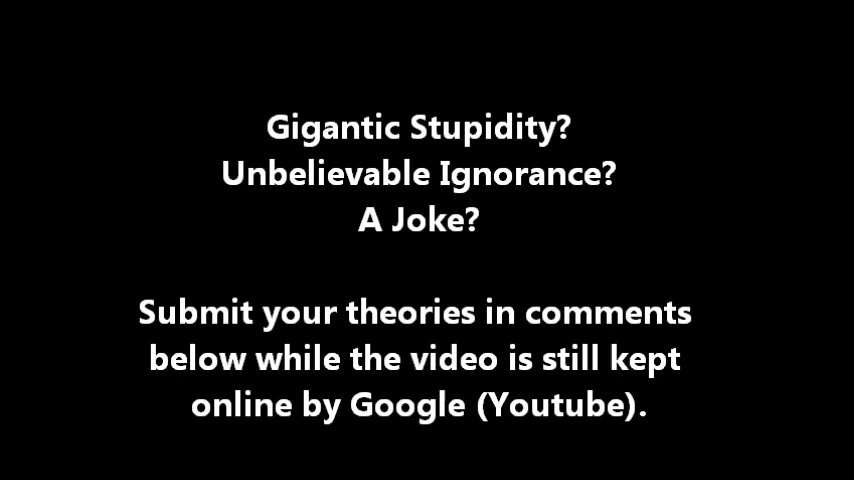 Gigantic Stupidity?
Unbelievable Ignorance?
A Joke?
Submit your theories in comments
below while the video is still kept
online by Google (Youtube).